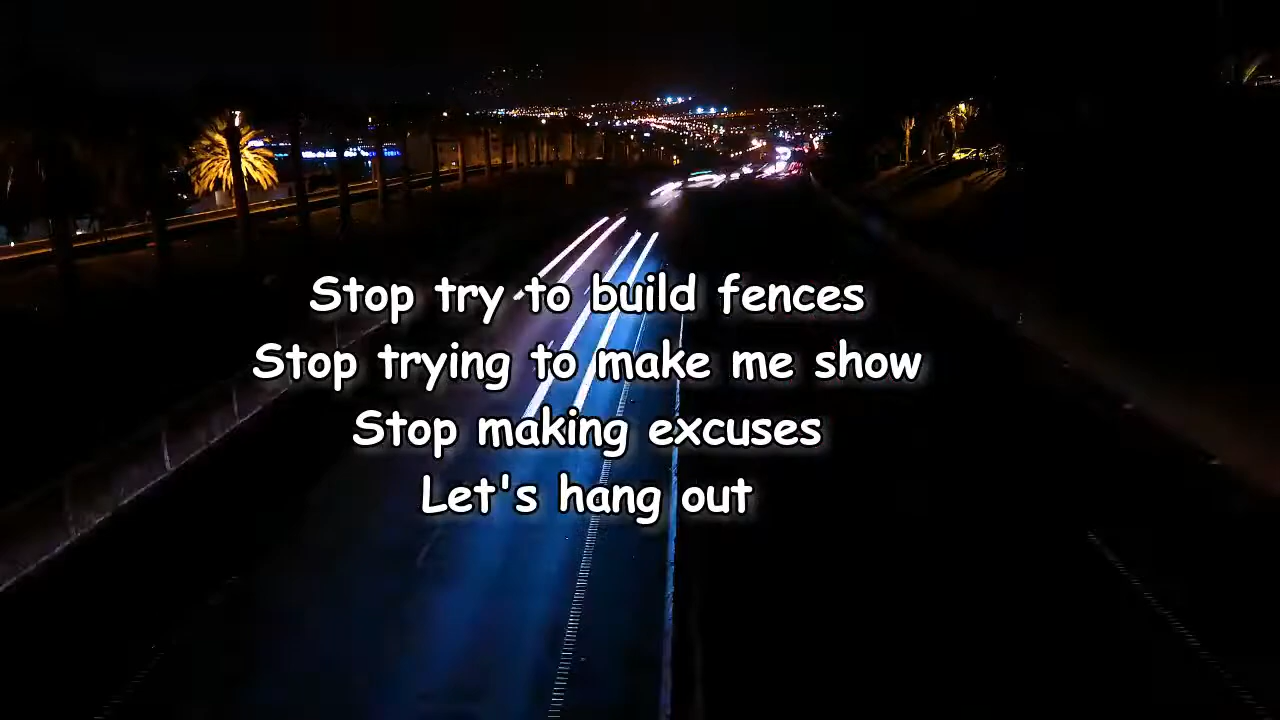 Stop try to build fences
Stop trying to make me show
Stop making excuses
Let's hang out